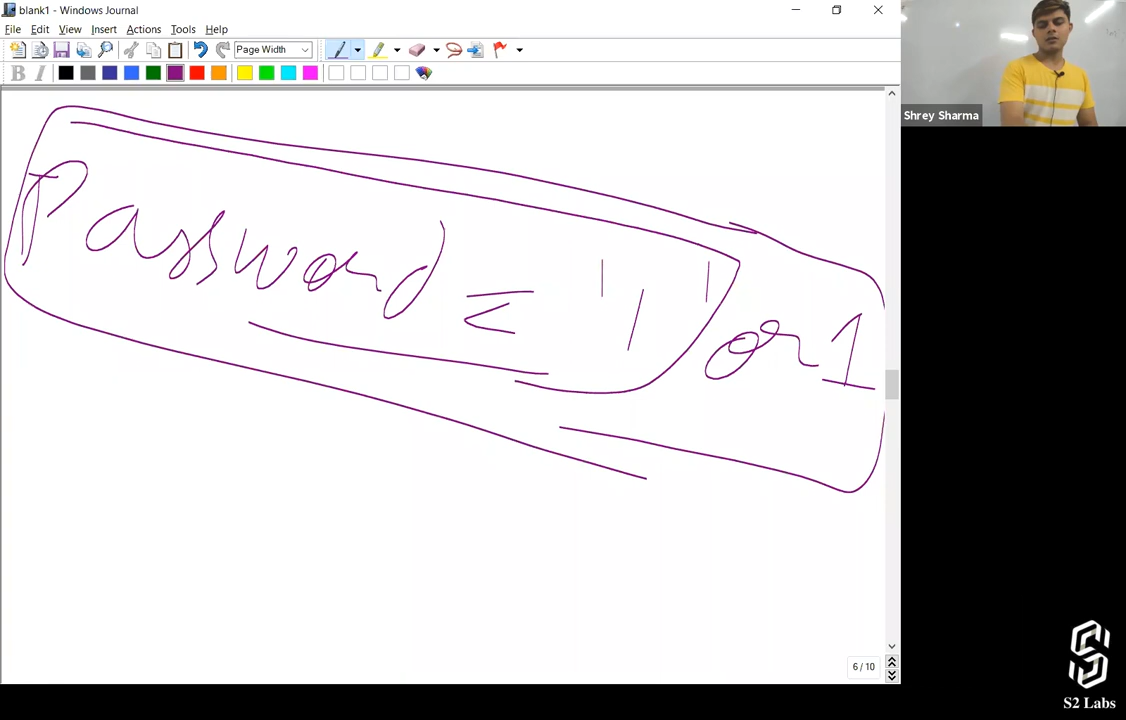 blank1 - Windows Journal
File Edit View Insert Actions Tools Help
Page Width
B I
Shrey Sharma
Password = ' 1 ' or 1
6 / 10
S2 Labs